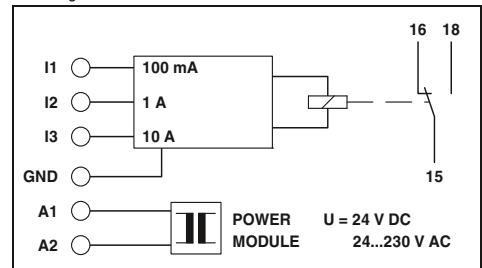 16 18
I1 100 mA
I2 1 A
I3 10 A
GND
15
A1
A2
POWER U = 24 V DC
MODULE 24...230 V AC